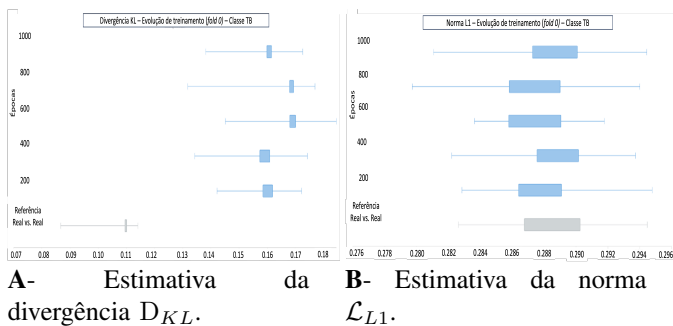 Divergência KL – Evolução de treinamento (fold 0) – Classe TB
1000
800
600
400
200
Épocas
Referência
Real vs. Real
0.07 0.09 0.10 0.11 0.12 0.13 0.14 0.15 0.16 0.17 0.18
A- Estimativa da
divergência D_{KL}.
Norma L1 – Evolução de treinamento (fold 0) – Classe TB
1000
800
600
400
200
Épocas
Referência
Real vs. Real
0.276 0.278 0.280 0.282 0.284 0.286 0.288 0.290 0.292 0.294 0.296
B- Estimativa da norma
ℒ_{L1}.